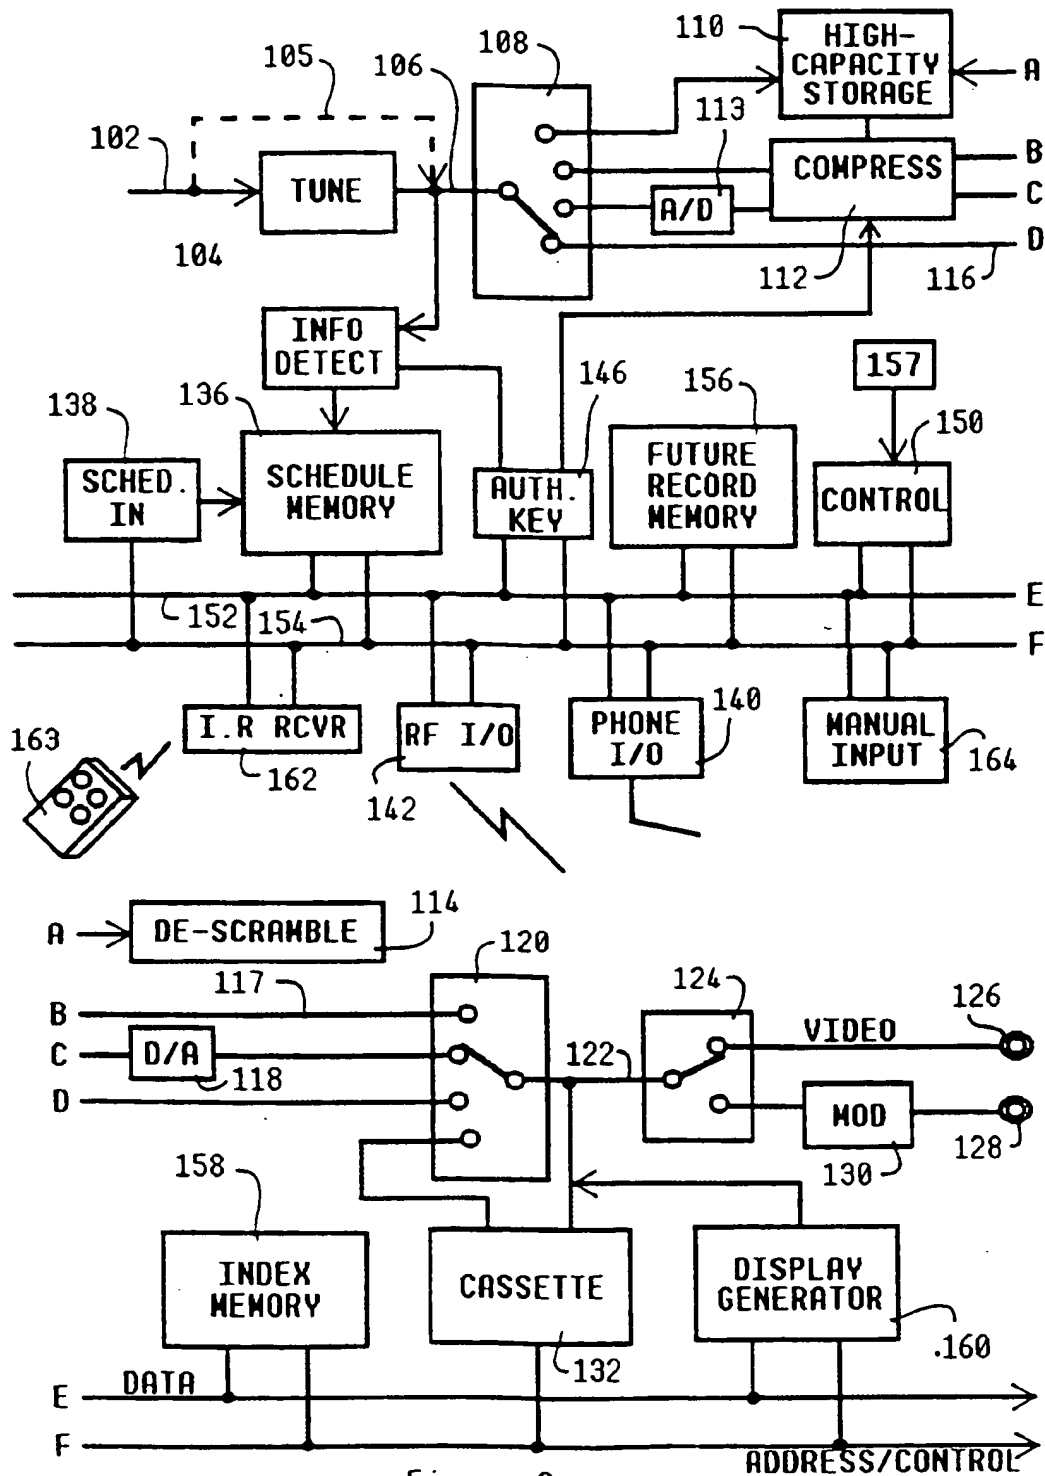 108
110
HIGH-
CAPACITY
STORAGE
A
105
106
113
102
TUNE
COMPRESS
B
C
A/D
D
104
112
116
INFO
DETECT
157
146
156
138
136
150
SCHED.
IN
SCHEDULE
MEMORY
AUTH.
KEY
FUTURE
RECORD
MEMORY
CONTROL
E
152
154
F
I.R RCVR
RF I/O
PHONE
I/O
140
MANUAL
INPUT
163
162
142
164
A
DE-SCRAMBLE
114
120
117
124
126
B
VIDEO
C
D/A
118
122
D
MOD
128
130
158
INDEX
MEMORY
CASSETTE
DISPLAY
GENERATOR
132
.160
E
DATA
F
ADDRESS/CONTROL